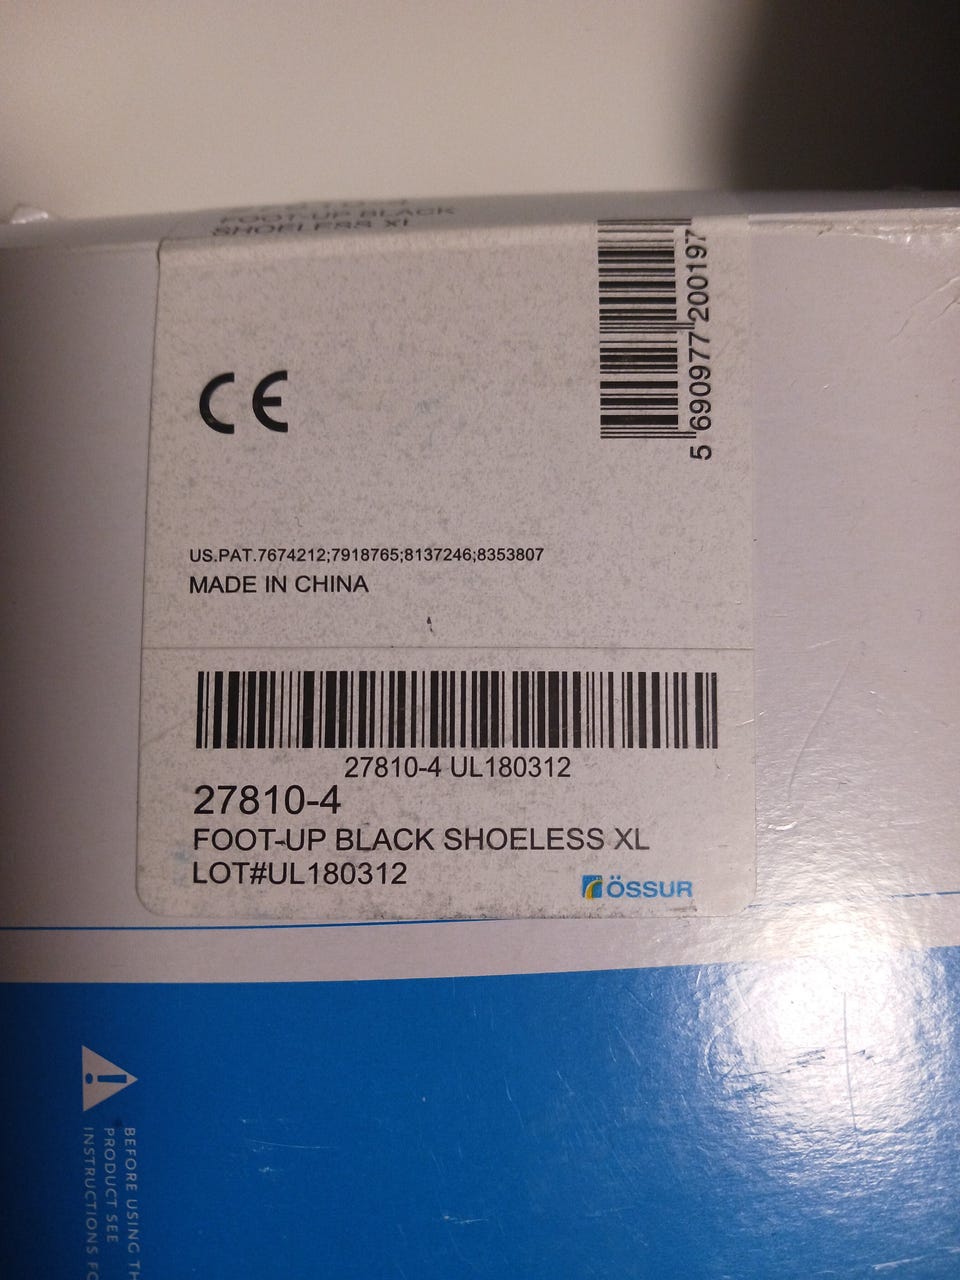 FOOT-UP BLACK
SHOELESS XL
CE
5 690977 200197
US.PAT.7674212;7918765;8137246;8353807
MADE IN CHINA
27810-4 UL180312
27810-4
FOOT-UP BLACK SHOELESS XL
LOT#UL180312
ÖSSUR
BEFORE USING TH
PRODUCT SEE
INSTRUCTIONS FO